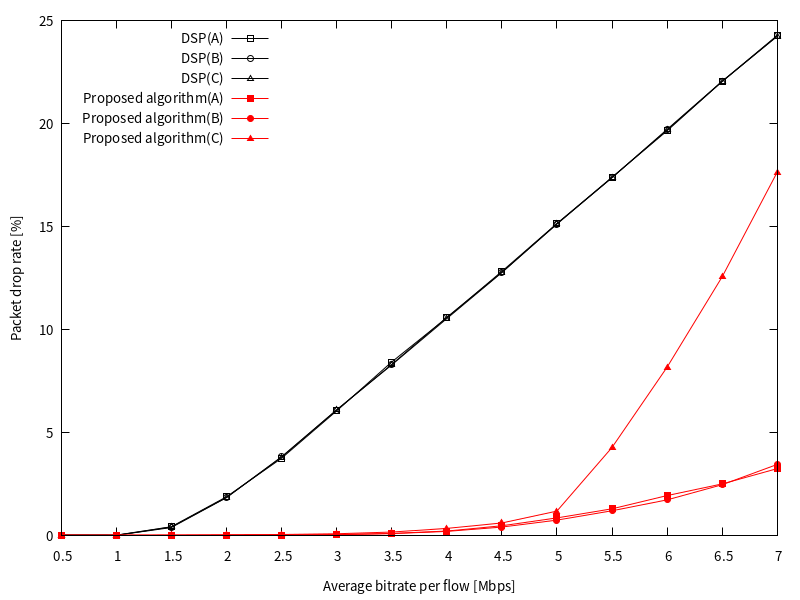 25
20
15
10
5
0
Packet drop rate [%]
DSP(A)
DSP(B)
DSP(C)
Proposed algorithm(A)
Proposed algorithm(B)
Proposed algorithm(C)
0.5 1 1.5 2 2.5 3 3.5 4 4.5 5 5.5 6 6.5 7
Average bitrate per flow [Mbps]